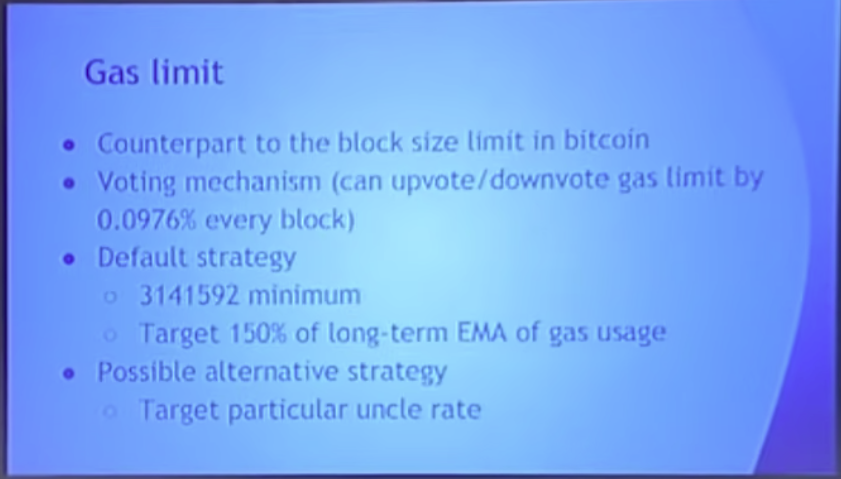 Gas limit
• Counterpart to the block size limit in bitcoin
• Voting mechanism (can upvote/downvote gas limit by
0.0976% every block)
• Default strategy
○ 3141592 minimum
○ Target 150% of long-term EMA of gas usage
• Possible alternative strategy
○ Target particular uncle rate